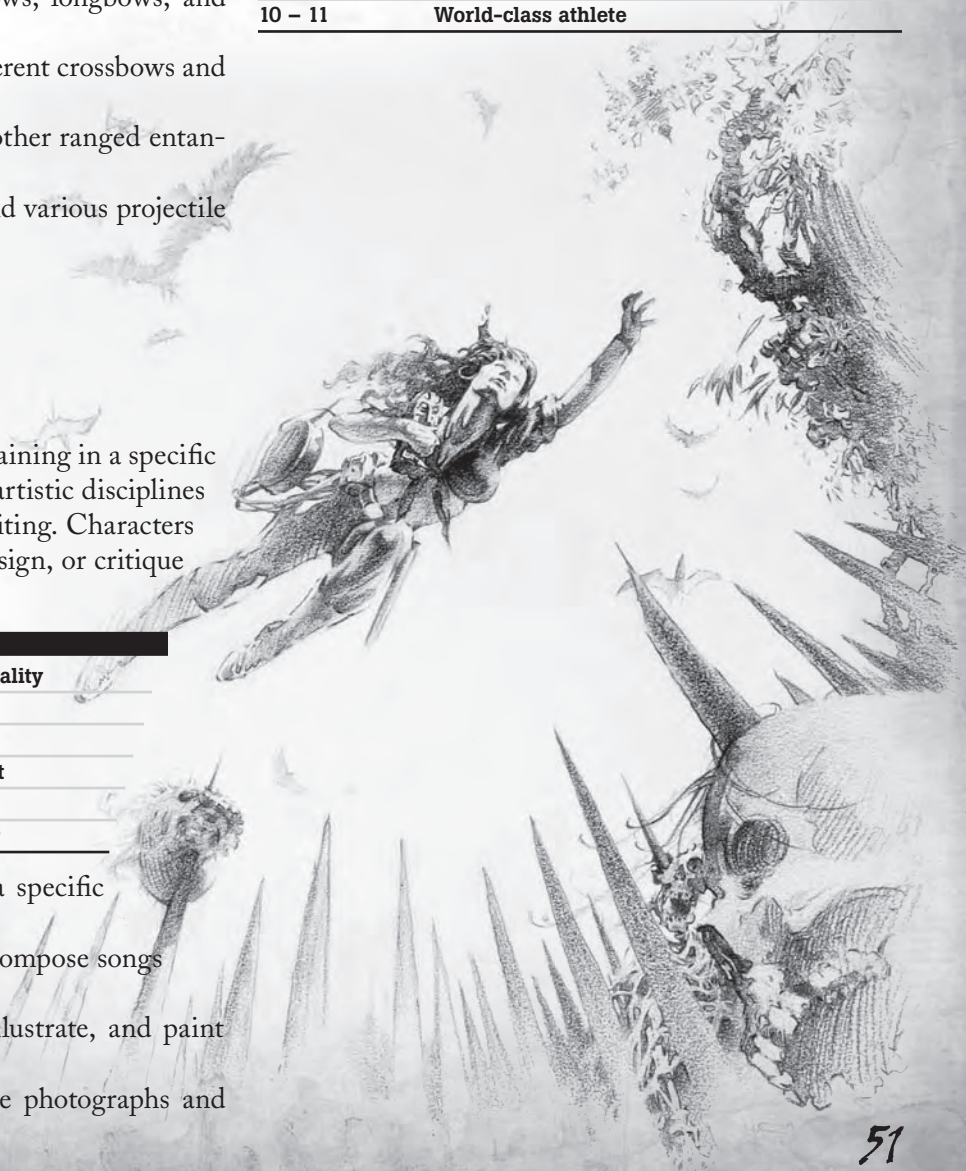 longbows, and
erent crossbows and
other ranged entan-
d various projectile
aining in a specific
artistic disciplines
iting. Characters
sign, or critique
ality
t
a specific
ompose songs
lustrate, and paint
e photographs and
10 – 11 World-class athlete
51